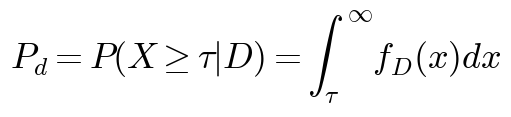 P_d = P(X ≥ τ|D) = ∫_τ^∞ f_D(x)dx